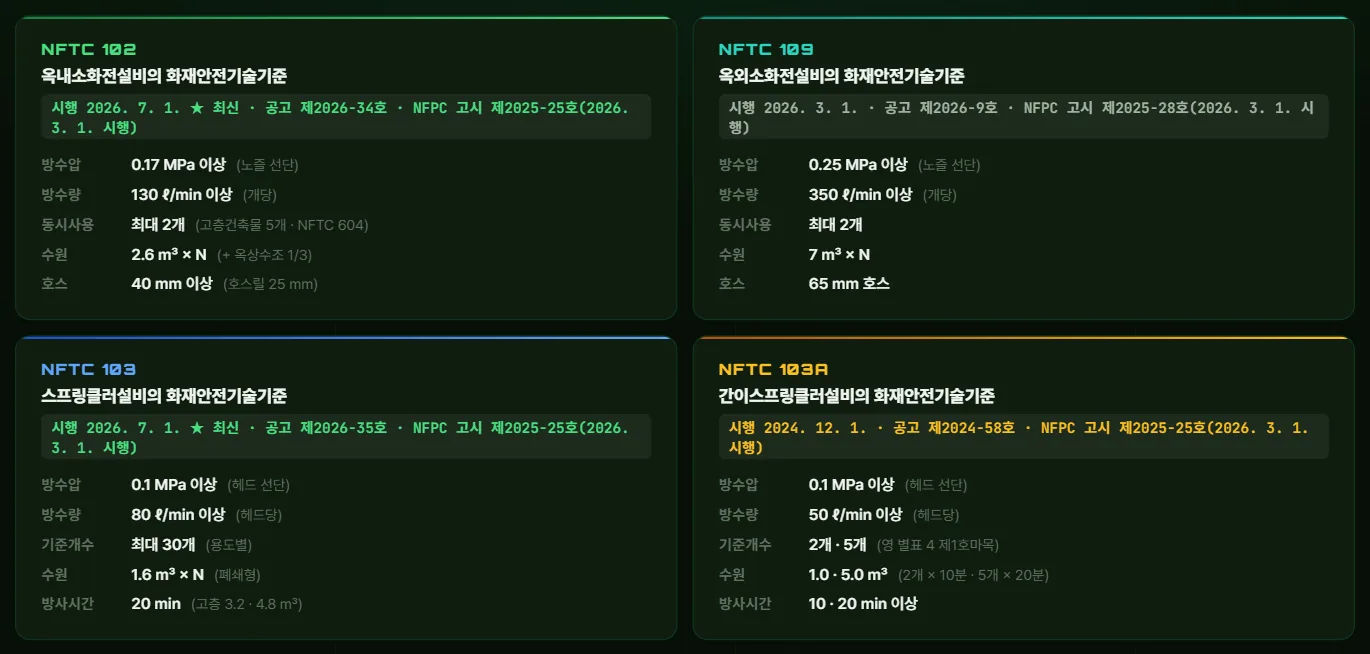 NFTC 102
옥내소화전설비의 화재안전기술기준
시행 2026. 7. 1. ★ 최신 · 공고 제2026-34호 · NFPC 고시 제2025-25호(2026.
3. 1. 시행)
방수압 0.17 MPa 이상 (노즐 선단)
방수량 130 ℓ/min 이상 (개당)
동시사용 최대 2개 (고층건축물 5개 · NFTC 604)
수원 2.6 m³ × N (+ 옥상수조 1/3)
호스 40 mm 이상 (호스릴 25 mm)
NFTC 109
옥외소화전설비의 화재안전기술기준
시행 2026. 3. 1. · 공고 제2026-9호 · NFPC 고시 제2025-28호(2026. 3. 1. 시
행)
방수압 0.25 MPa 이상 (노즐 선단)
방수량 350 ℓ/min 이상 (개당)
동시사용 최대 2개
수원 7 m³ × N
호스 65 mm 호스
NFTC 103
스프링클러설비의 화재안전기술기준
시행 2026. 7. 1. ★ 최신 · 공고 제2026-35호 · NFPC 고시 제2025-25호(2026.
3. 1. 시행)
방수압 0.1 MPa 이상 (헤드 선단)
방수량 80 ℓ/min 이상 (헤드당)
기준개수 최대 30개 (용도별)
수원 1.6 m³ × N (폐쇄형)
방사시간 20 min (고층 3.2 · 4.8 m³)
NFTC 103A
간이스프링클러설비의 화재안전기술기준
시행 2024. 12. 1. · 공고 제2024-58호 · NFPC 고시 제2025-25호(2026. 3. 1.
시행)
방수압 0.1 MPa 이상 (헤드 선단)
방수량 50 ℓ/min 이상 (헤드당)
기준개수 2개 · 5개 (영 별표 4 제1호마목)
수원 1.0 · 5.0 m³ (2개 × 10분 · 5개 × 20분)
방사시간 10 · 20 min 이상